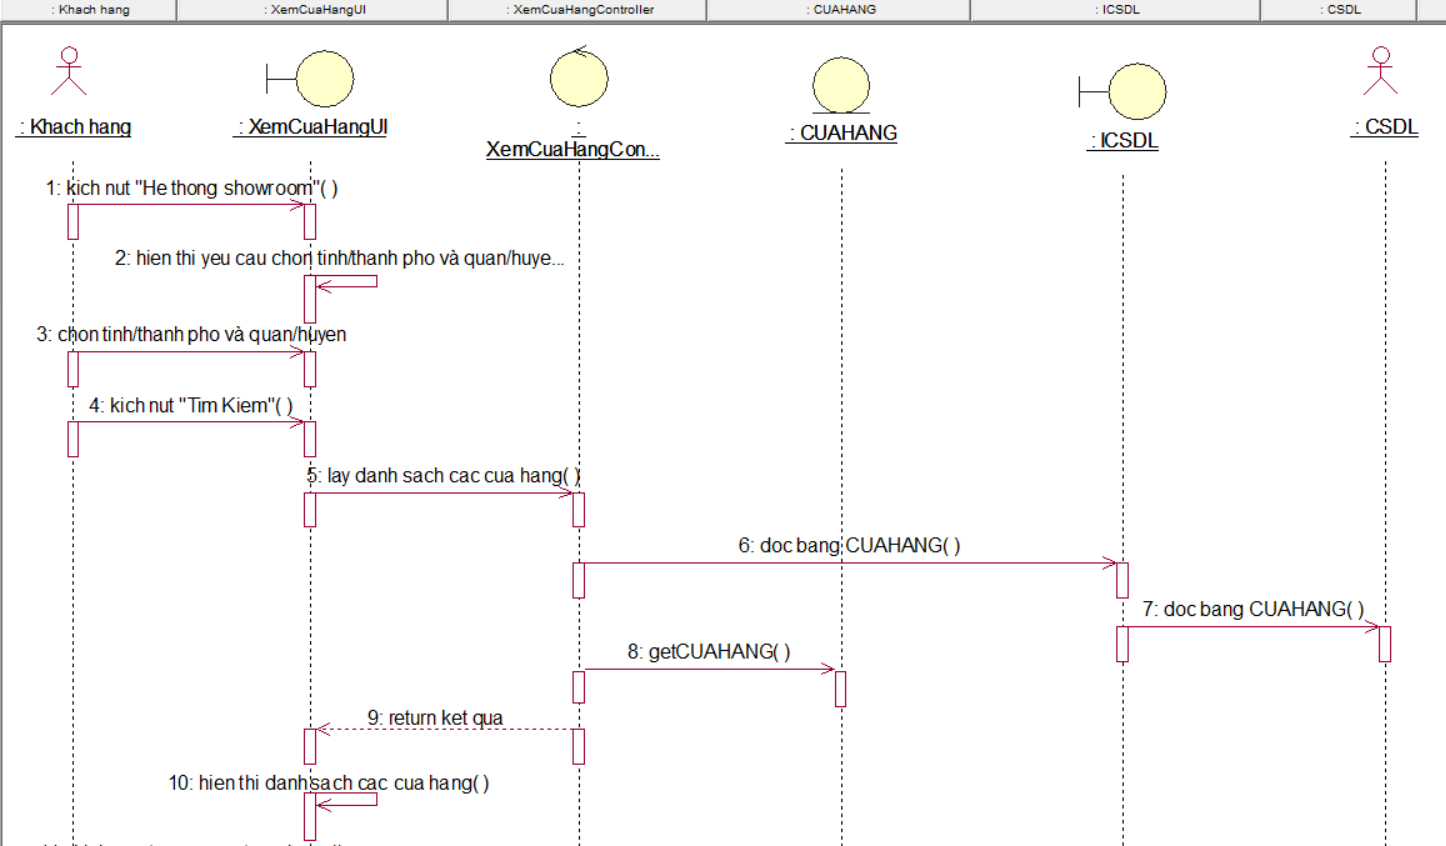 : Khach hang
: XemCuaHangUI
: XemCuaHangController
: CUAHANG
: ICSDL
: CSDL
: Khach hang
: XemCuaHangUI
:
XemCuaHangCon...
: CUAHANG
: ICSDL
: CSDL
1: kich nut "He thong showroom"( )
2: hien thi yeu cau chon tinh/thanh pho và quan/huye...
3: chon tinh/thanh pho và quan/huyen
4: kich nut "Tim Kiem"( )
5: lay danh sach cac cua hang( )
6: doc bang CUAHANG( )
7: doc bang CUAHANG( )
8: getCUAHANG( )
9: return ket qua
10: hien thi danh sach cac cua hang( )